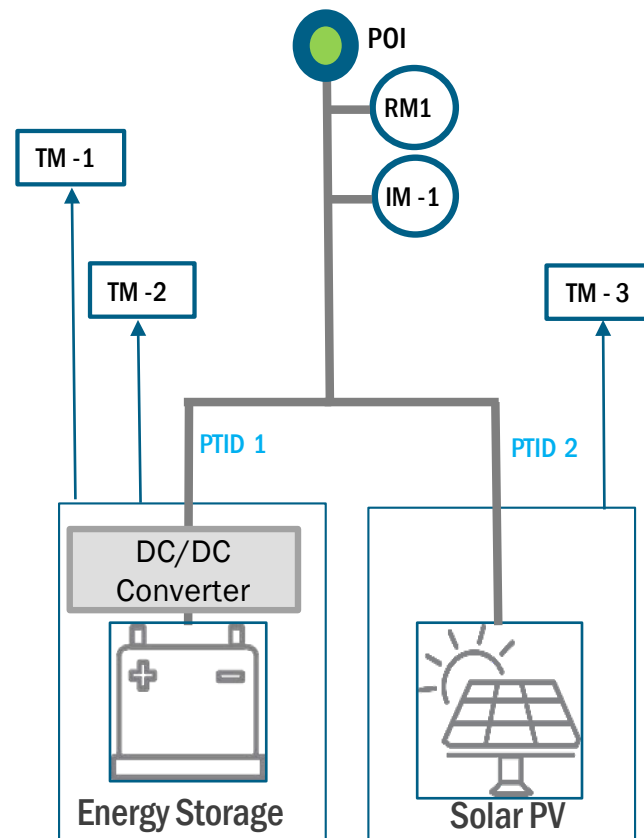 POI
RM1
TM -1
IM -1
TM -2
TM - 3
PTID 1
PTID 2
DC/DC
Converter
Energy Storage
Solar PV